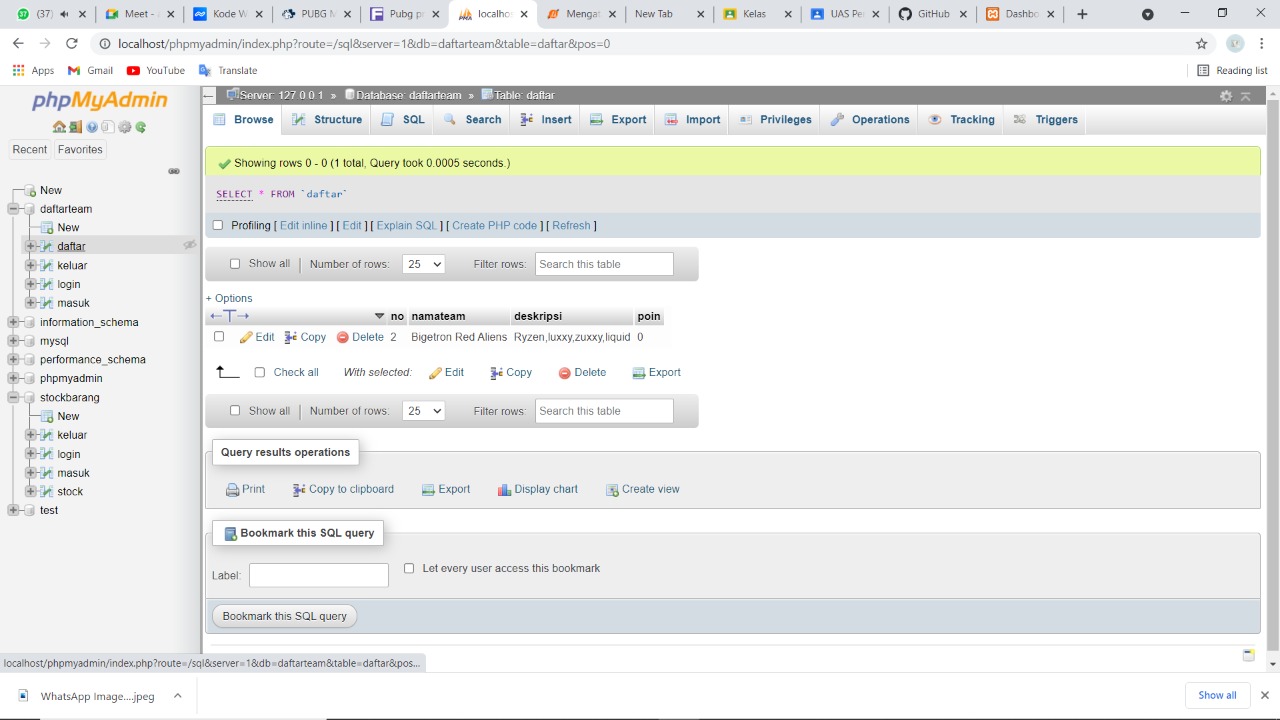 (37) Meet - Kode W PUBG M Pubg pr localho Mengat New Tab Kelas UAS Pe GitHub Dashbo
localhost/phpmyadmin/index.php?route=/sql&server=1&db=daftarteam&table=daftar&pos=0
Apps Gmail YouTube Translate Reading list
phpMyAdmin
Recent Favorites
New
daftarteam
New
daftar
keluar
login
masuk
information_schema
mysql
performance_schema
phpmyadmin
stockbarang
New
keluar
login
masuk
stock
test
Server: 127.0.0.1 » Database: daftarteam » Table: daftar
Browse Structure SQL Search Insert Export Import Privileges Operations Tracking Triggers
Showing rows 0 - 0 (1 total, Query took 0.0005 seconds.)
SELECT * FROM `daftar`
Profiling [ Edit inline ] [ Edit ] [ Explain SQL ] [ Create PHP code ] [ Refresh ]
Show all Number of rows: 25 Filter rows: Search this table
+ Options
←T→ no namateam deskripsi poin
Edit Copy Delete 2 Bigetron Red Aliens Ryzen,luxxy,zuxxy,liquid 0
Check all With selected: Edit Copy Delete Export
Show all Number of rows: 25 Filter rows: Search this table
Query results operations
Print Copy to clipboard Export Display chart Create view
Bookmark this SQL query
Label: Let every user access this bookmark
Bookmark this SQL query
localhost/phpmyadmin/index.php?route=/sql&server=1&db=daftarteam&table=daftar&pos...
WhatsApp Image....jpeg Show all